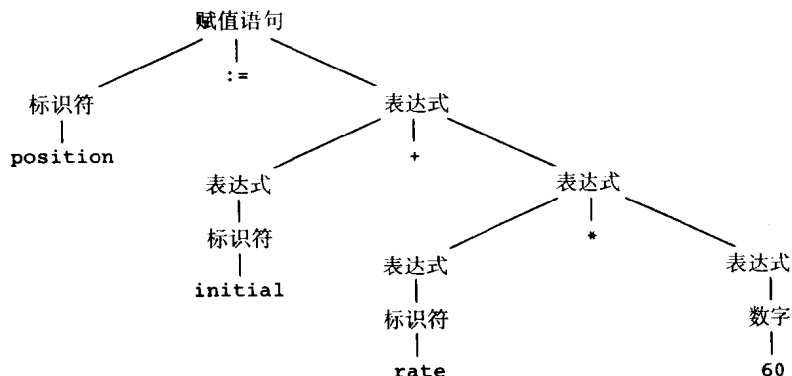 赋值语句
:=
标识符
表达式
position
+
表达式
表达式
标识符
*
initial
表达式
表达式
标识符
数字
rate
60